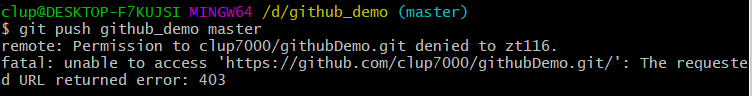 clup@DESKTOP-F7KUJSI MINGW64 /d/github_demo (master)
$ git push github_demo master
remote: Permission to clup7000/githubDemo.git denied to zt116.
fatal: unable to access 'https://github.com/clup7000/githubDemo.git/': The requeste
d URL returned error: 403